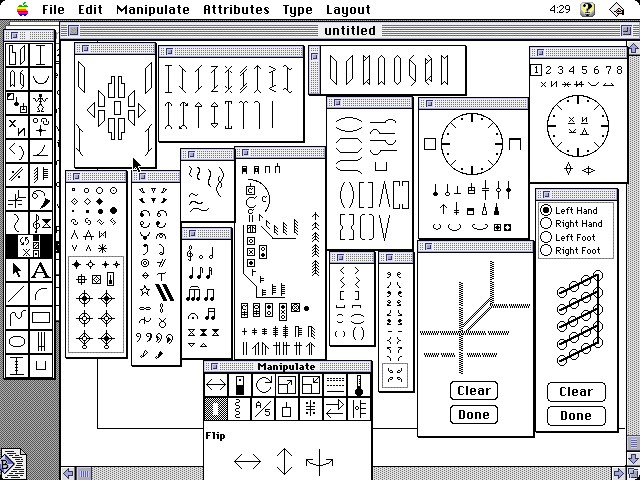 File Edit Manipulate Attributes Type Layout 4:29
untitled
1 2 3 4 5 6 7 8
Left Hand
Right Hand
Left Foot
Right Foot
A
Manipulate
A/5
Flip
Clear
Done
Clear
Done